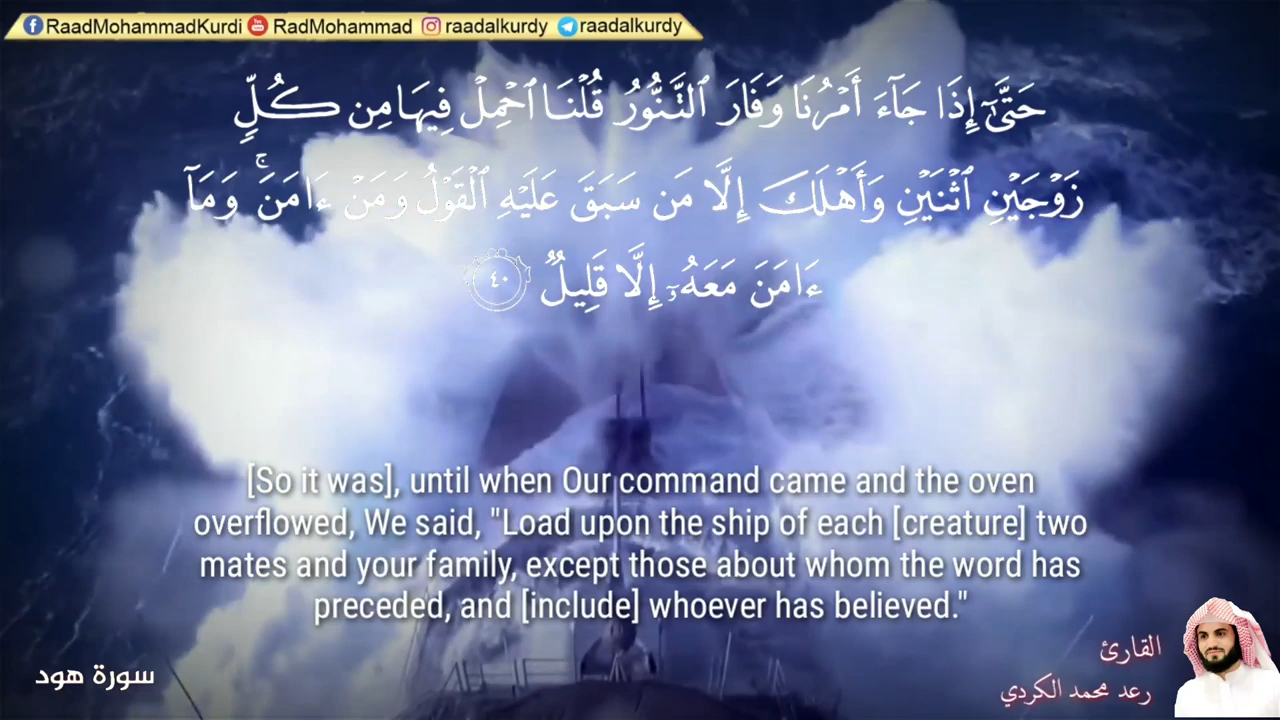 RaadMohammadKurdi RadMohammad raadalkurdy raadalkurdy
حَتَّىٰٓ إِذَا جَآءَ أَمْرُنَا وَفَارَ ٱلتَّنُّورُ قُلْنَا ٱحْمِلْ فِيهَا مِن كُلٍّ
زَوْجَيْنِ ٱثْنَيْنِ وَأَهْلَكَ إِلَّا مَن سَبَقَ عَلَيْهِ ٱلْقَوْلُ وَمَنْ ءَامَنَ ۚ وَمَآ
ءَامَنَ مَعَهُۥٓ إِلَّا قَلِيلٌ ٤٠
[So it was], until when Our command came and the oven
overflowed, We said, "Load upon the ship of each [creature] two
mates and your family, except those about whom the word has
preceded, and [include] whoever has believed."
القارئ
رعد محمد الكردي
سورة هود